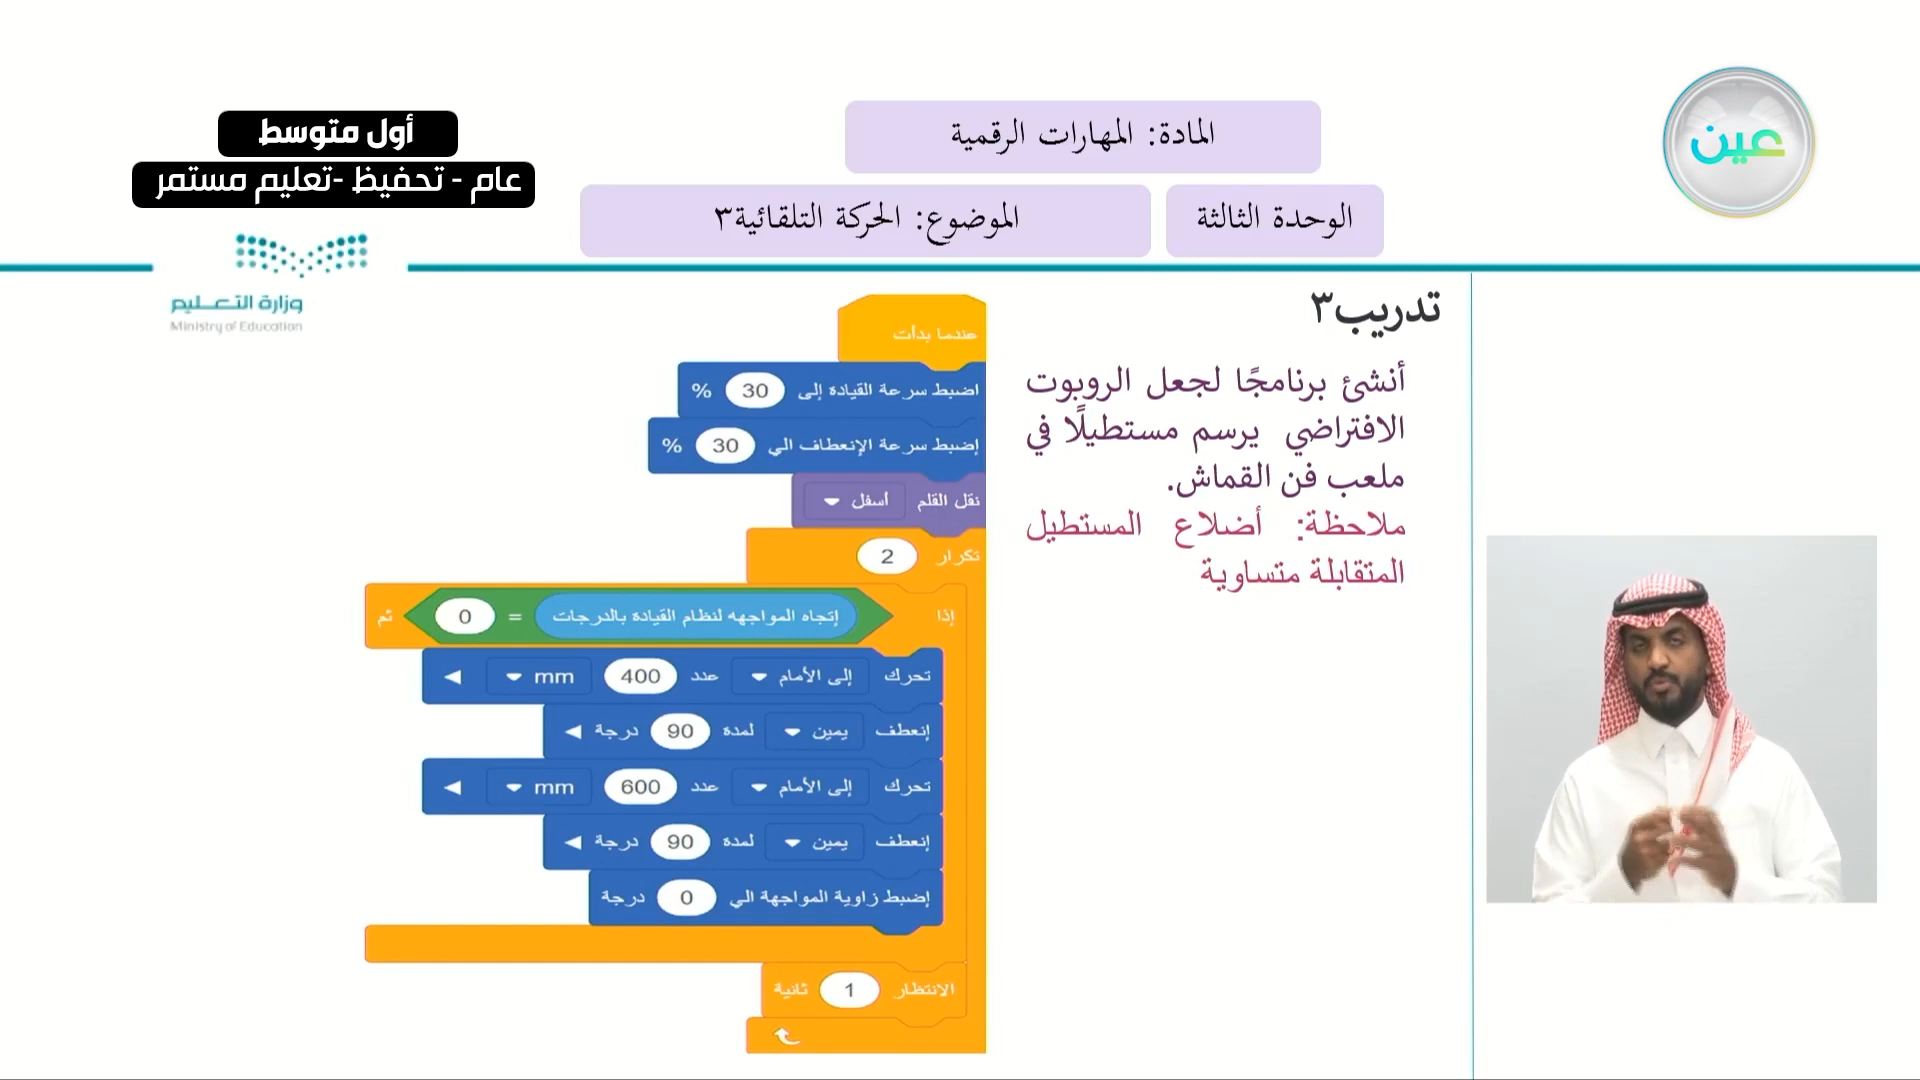 عين
المادة: المهارات الرقمية
الوحدة الثالثة
الموضوع: الحركة التلقائية٣
أول متوسط
عام - تحفيظ -تعليم مستمر
وزارة التعـــليم
Ministry of Education
تدريب٣
أنشئ برنامجًا لجعل الروبوت
الافتراضي يرسم مستطيلًا في
ملعب فن القماش.
ملاحظة: أضلاع المستطيل
المتقابلة متساوية
عندما بدأت
اضبط سرعة القيادة إلى 30 %
إضبط سرعة الإنعطاف الي 30 %
نقل القلم أسفل
تكرار 2
إذا إتجاه المواجهه لنظام القيادة بالدرجات = 0 ثم
تحرك إلى الأمام عدد 400 mm
إنعطف يمين لمدة 90 درجة
تحرك إلى الأمام عدد 600 mm
إنعطف يمين لمدة 90 درجة
إضبط زاوية المواجهة الي 0 درجة
الانتظار 1 ثانية